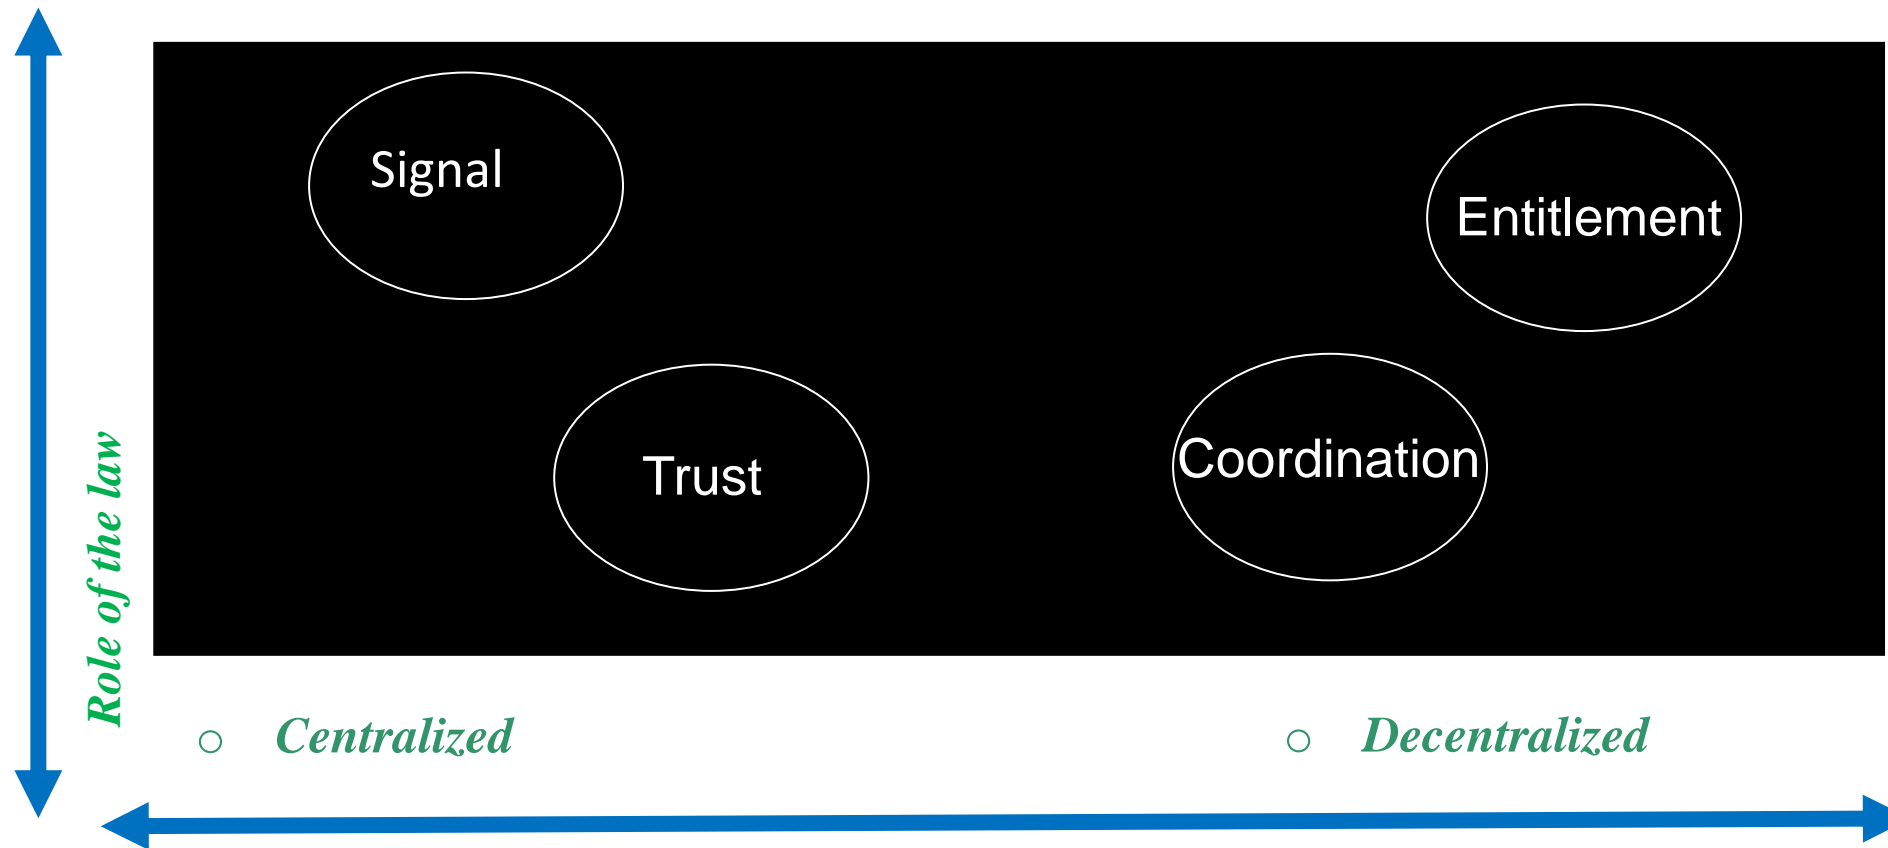 Signal
Entitlement
Trust
Coordination
Role of the law
Centralized
Decentralized